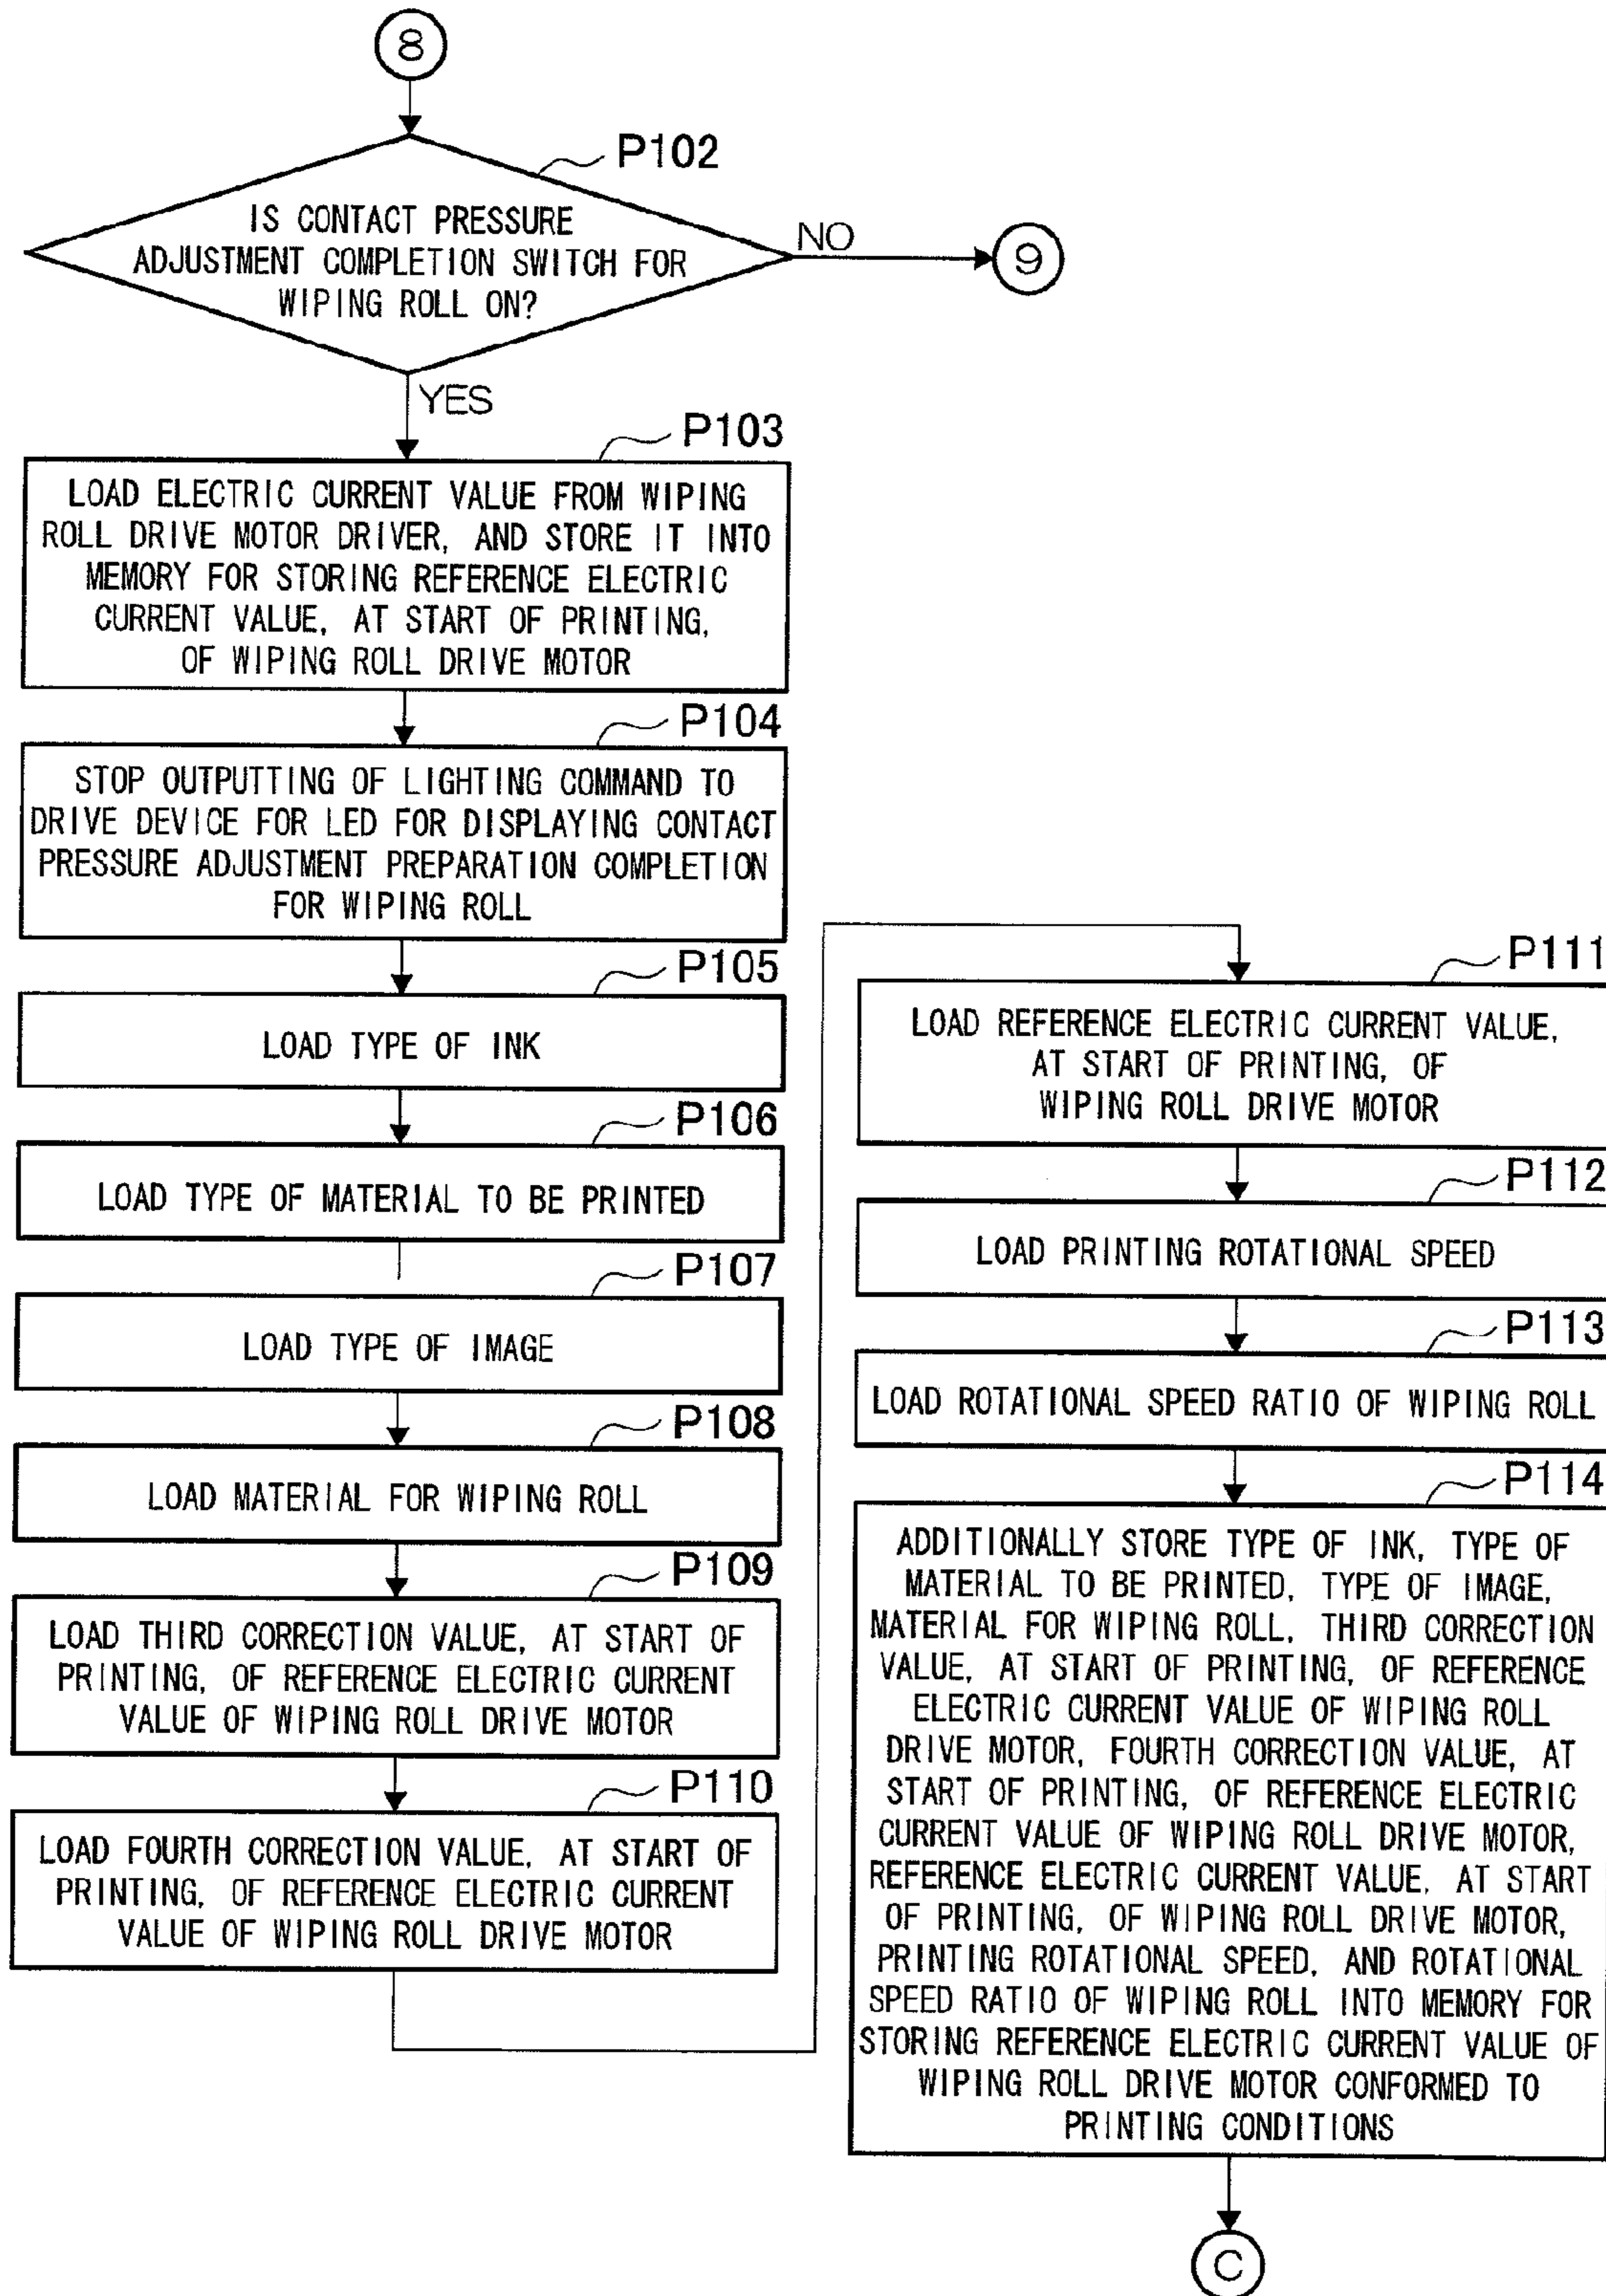 8
P102
IS CONTACT PRESSURE
ADJUSTMENT COMPLETION SWITCH FOR
WIPING ROLL ON?
NO
9
YES
P103
LOAD ELECTRIC CURRENT VALUE FROM WIPING
ROLL DRIVE MOTOR DRIVER, AND STORE IT INTO
MEMORY FOR STORING REFERENCE ELECTRIC
CURRENT VALUE, AT START OF PRINTING,
OF WIPING ROLL DRIVE MOTOR
P104
STOP OUTPUTTING OF LIGHTING COMMAND TO
DRIVE DEVICE FOR LED FOR DISPLAYING CONTACT
PRESSURE ADJUSTMENT PREPARATION COMPLETION
FOR WIPING ROLL
P105
LOAD TYPE OF INK
P106
LOAD TYPE OF MATERIAL TO BE PRINTED
P107
LOAD TYPE OF IMAGE
P108
LOAD MATERIAL FOR WIPING ROLL
P109
LOAD THIRD CORRECTION VALUE, AT START OF
PRINTING, OF REFERENCE ELECTRIC CURRENT
VALUE OF WIPING ROLL DRIVE MOTOR
P110
LOAD FOURTH CORRECTION VALUE, AT START OF
PRINTING, OF REFERENCE ELECTRIC CURRENT
VALUE OF WIPING ROLL DRIVE MOTOR
P111
LOAD REFERENCE ELECTRIC CURRENT VALUE,
AT START OF PRINTING, OF
WIPING ROLL DRIVE MOTOR
P112
LOAD PRINTING ROTATIONAL SPEED
P113
LOAD ROTATIONAL SPEED RATIO OF WIPING ROLL
P114
ADDITIONALLY STORE TYPE OF INK, TYPE OF
MATERIAL TO BE PRINTED, TYPE OF IMAGE,
MATERIAL FOR WIPING ROLL, THIRD CORRECTION
VALUE, AT START OF PRINTING, OF REFERENCE
ELECTRIC CURRENT VALUE OF WIPING ROLL
DRIVE MOTOR, FOURTH CORRECTION VALUE, AT
START OF PRINTING, OF REFERENCE ELECTRIC
CURRENT VALUE OF WIPING ROLL DRIVE MOTOR,
REFERENCE ELECTRIC CURRENT VALUE, AT START
OF PRINTING, OF WIPING ROLL DRIVE MOTOR,
PRINTING ROTATIONAL SPEED, AND ROTATIONAL
SPEED RATIO OF WIPING ROLL INTO MEMORY FOR
STORING REFERENCE ELECTRIC CURRENT VALUE OF
WIPING ROLL DRIVE MOTOR CONFORMED TO
PRINTING CONDITIONS
C